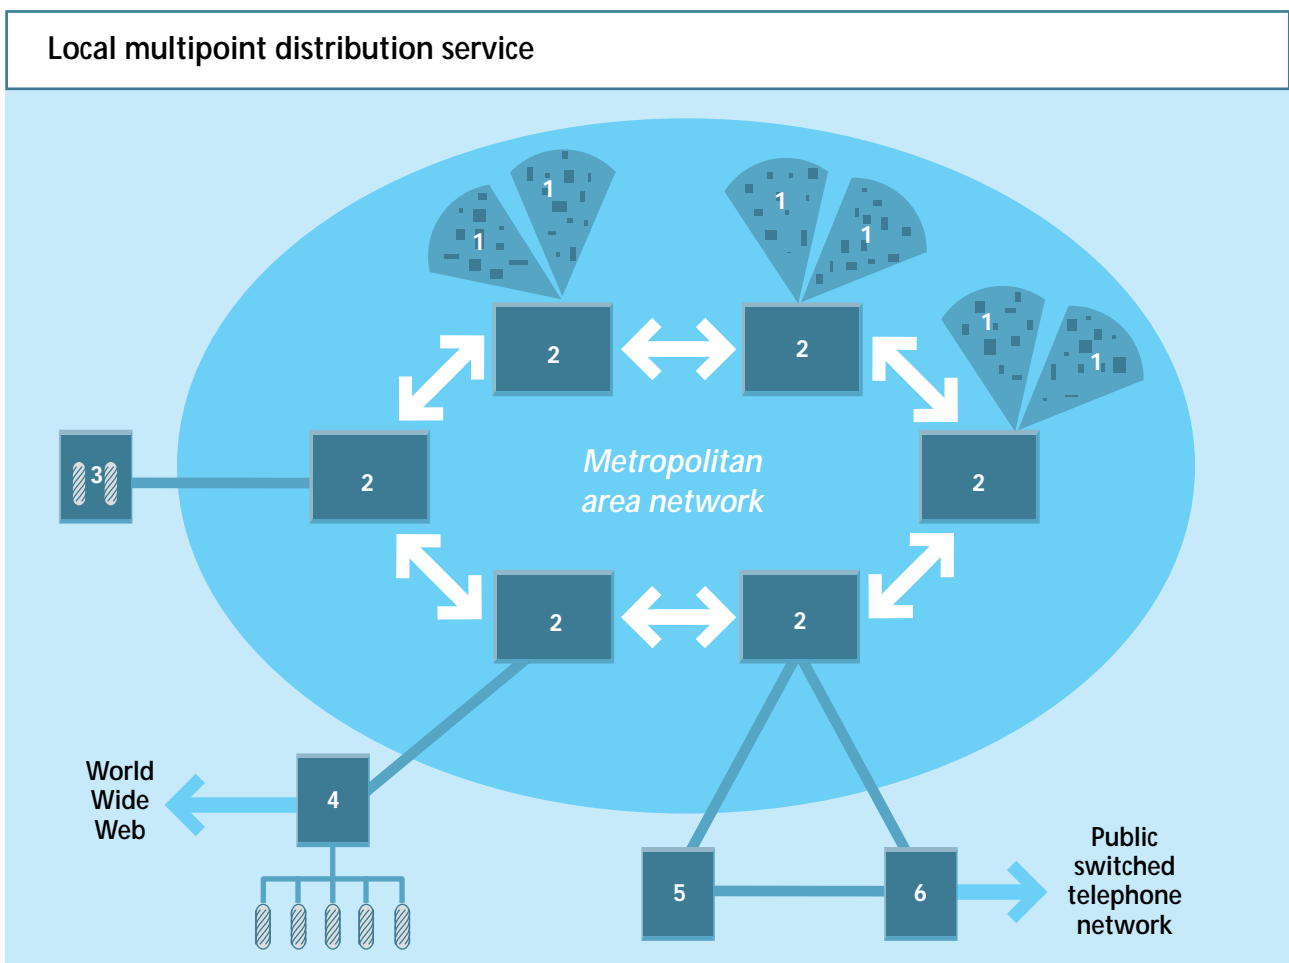 Local multipoint distribution service
1
1
1
1
1
1
2
2
2
2
Metropolitan
area network
3
2
2
World
Wide
Web
4
5
6
Public
switched
telephone
network